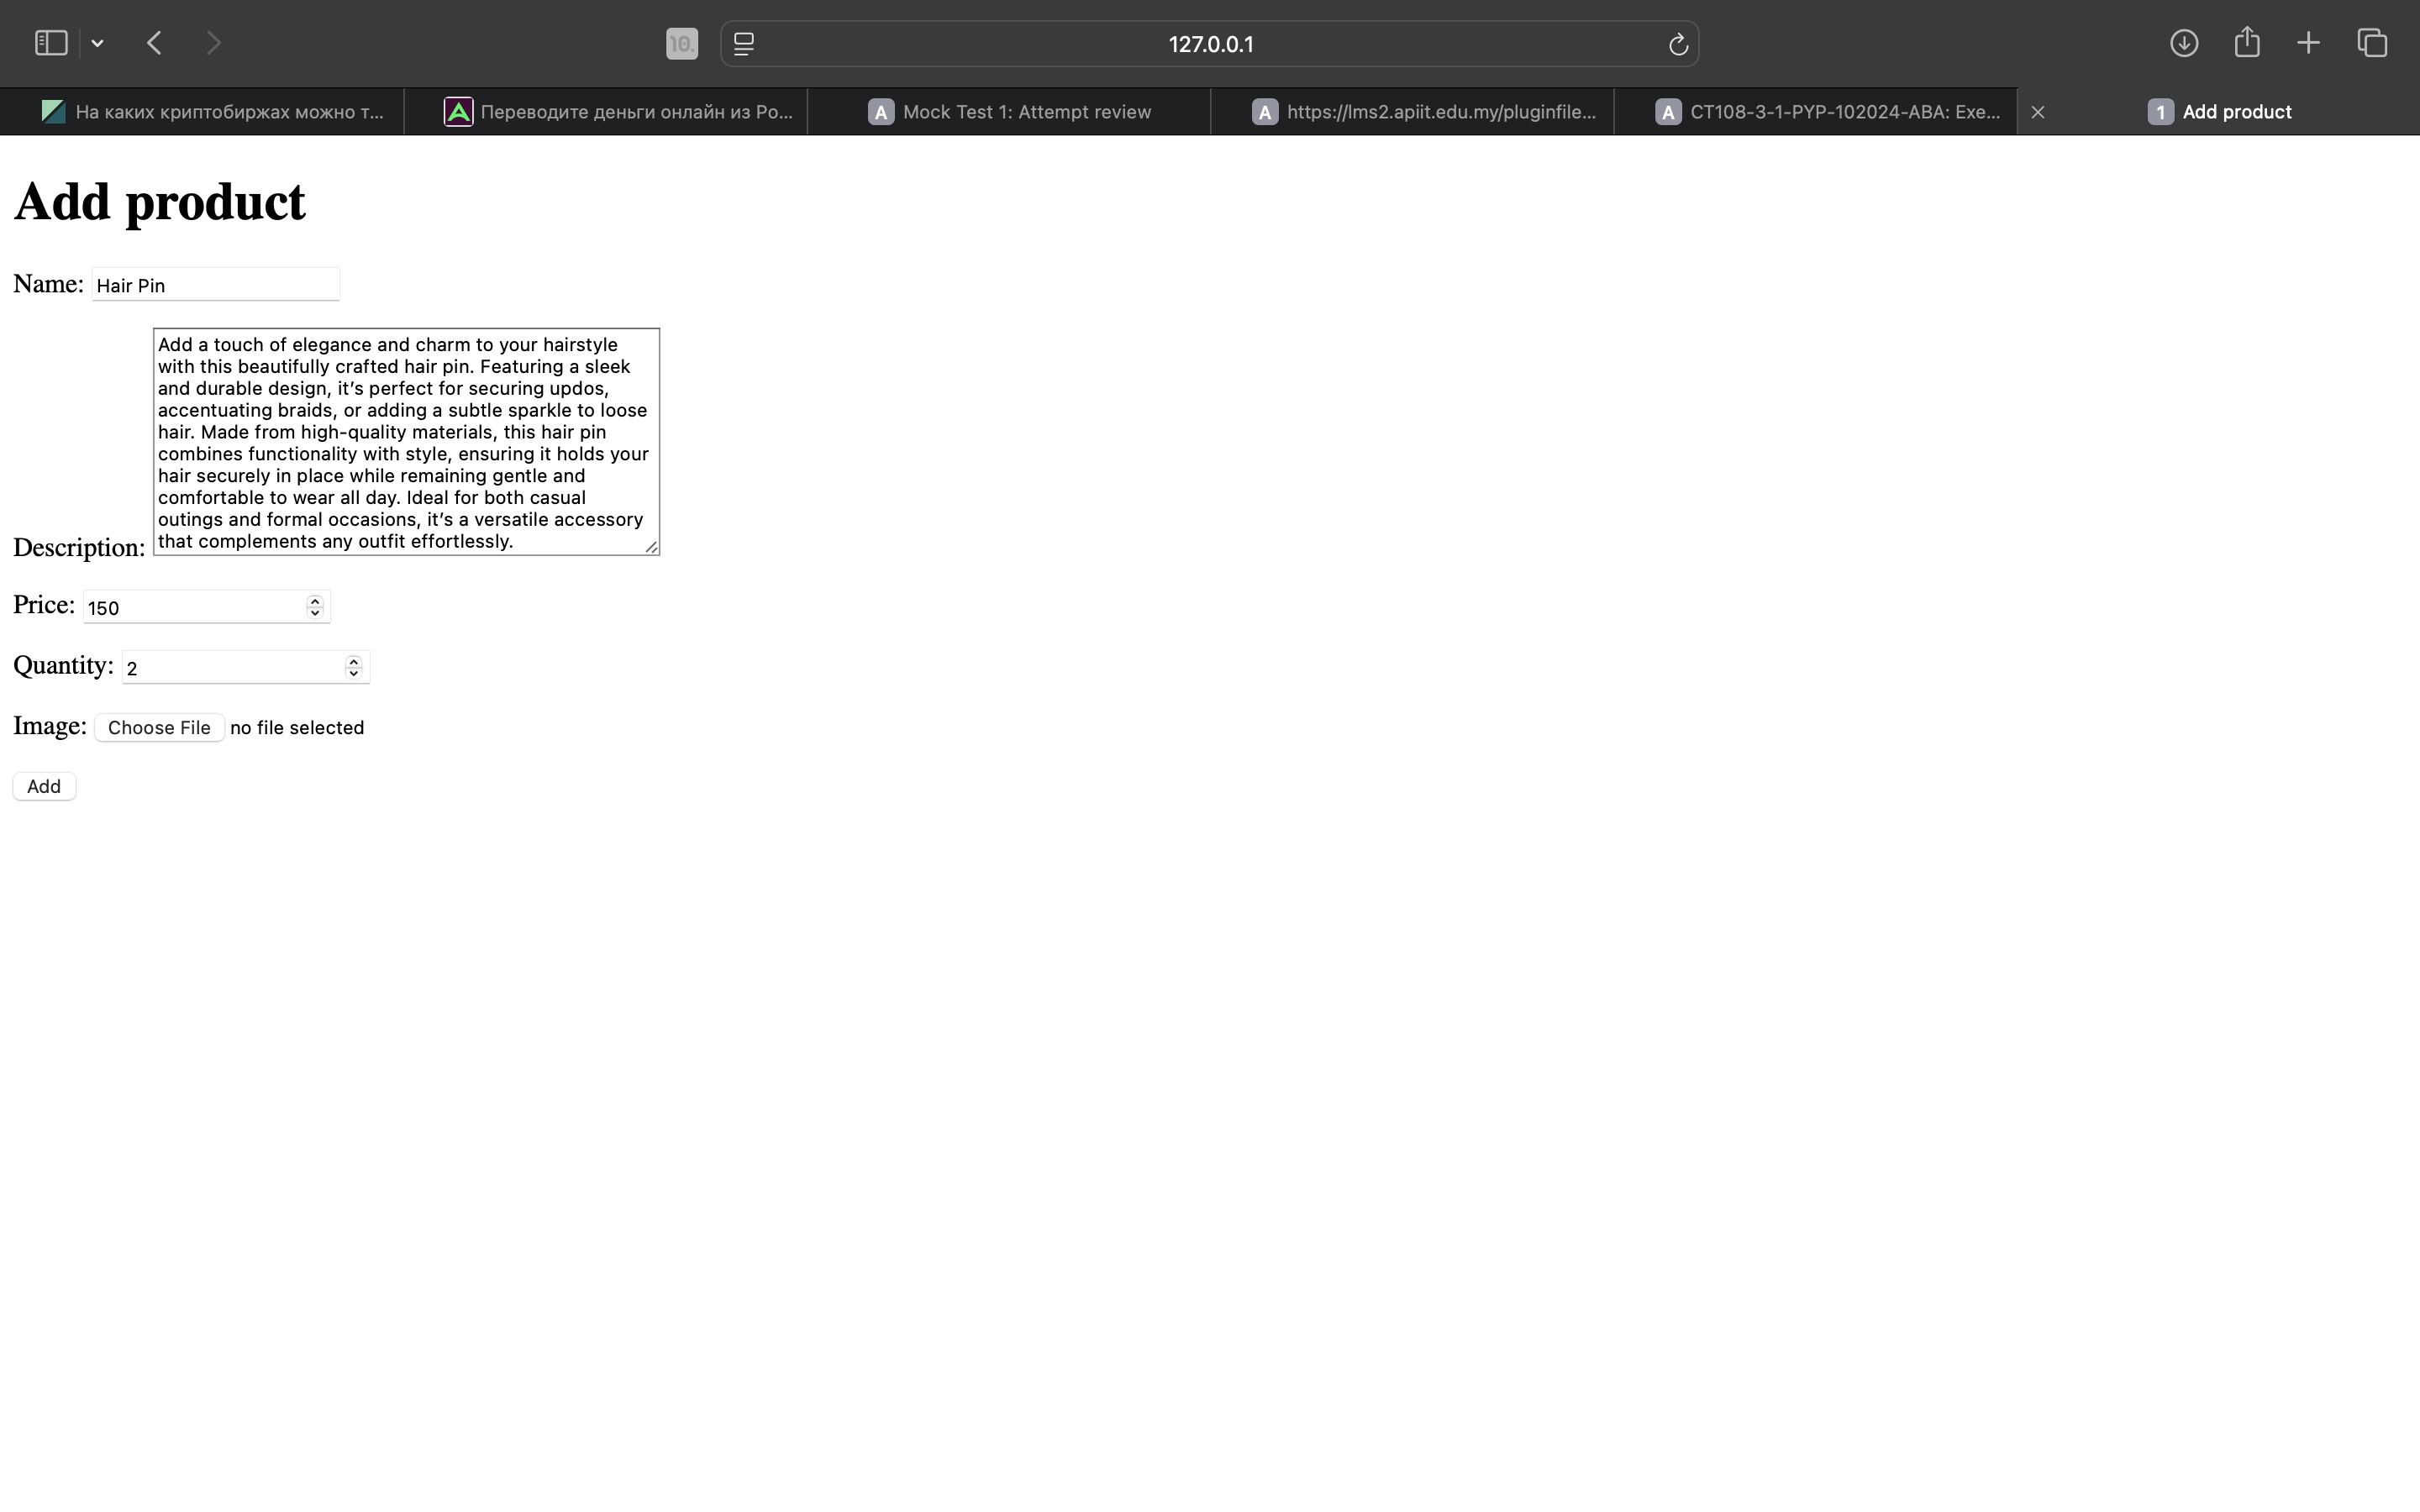 10.
127.0.0.1
На каких криптобиржах можно т...
Переводите деньги онлайн из Ро...
A Mock Test 1: Attempt review
A https://lms2.apiit.edu.my/pluginfile...
A CT108-3-1-PYP-102024-ABA: Exe...
1 Add product
Add product
Name: Hair Pin
Add a touch of elegance and charm to your hairstyle
with this beautifully crafted hair pin. Featuring a sleek
and durable design, it’s perfect for securing updos,
accentuating braids, or adding a subtle sparkle to loose
hair. Made from high-quality materials, this hair pin
combines functionality with style, ensuring it holds your
hair securely in place while remaining gentle and
comfortable to wear all day. Ideal for both casual
outings and formal occasions, it’s a versatile accessory
Description: that complements any outfit effortlessly.
Price: 150
Quantity: 2
Image: Choose File no file selected
Add